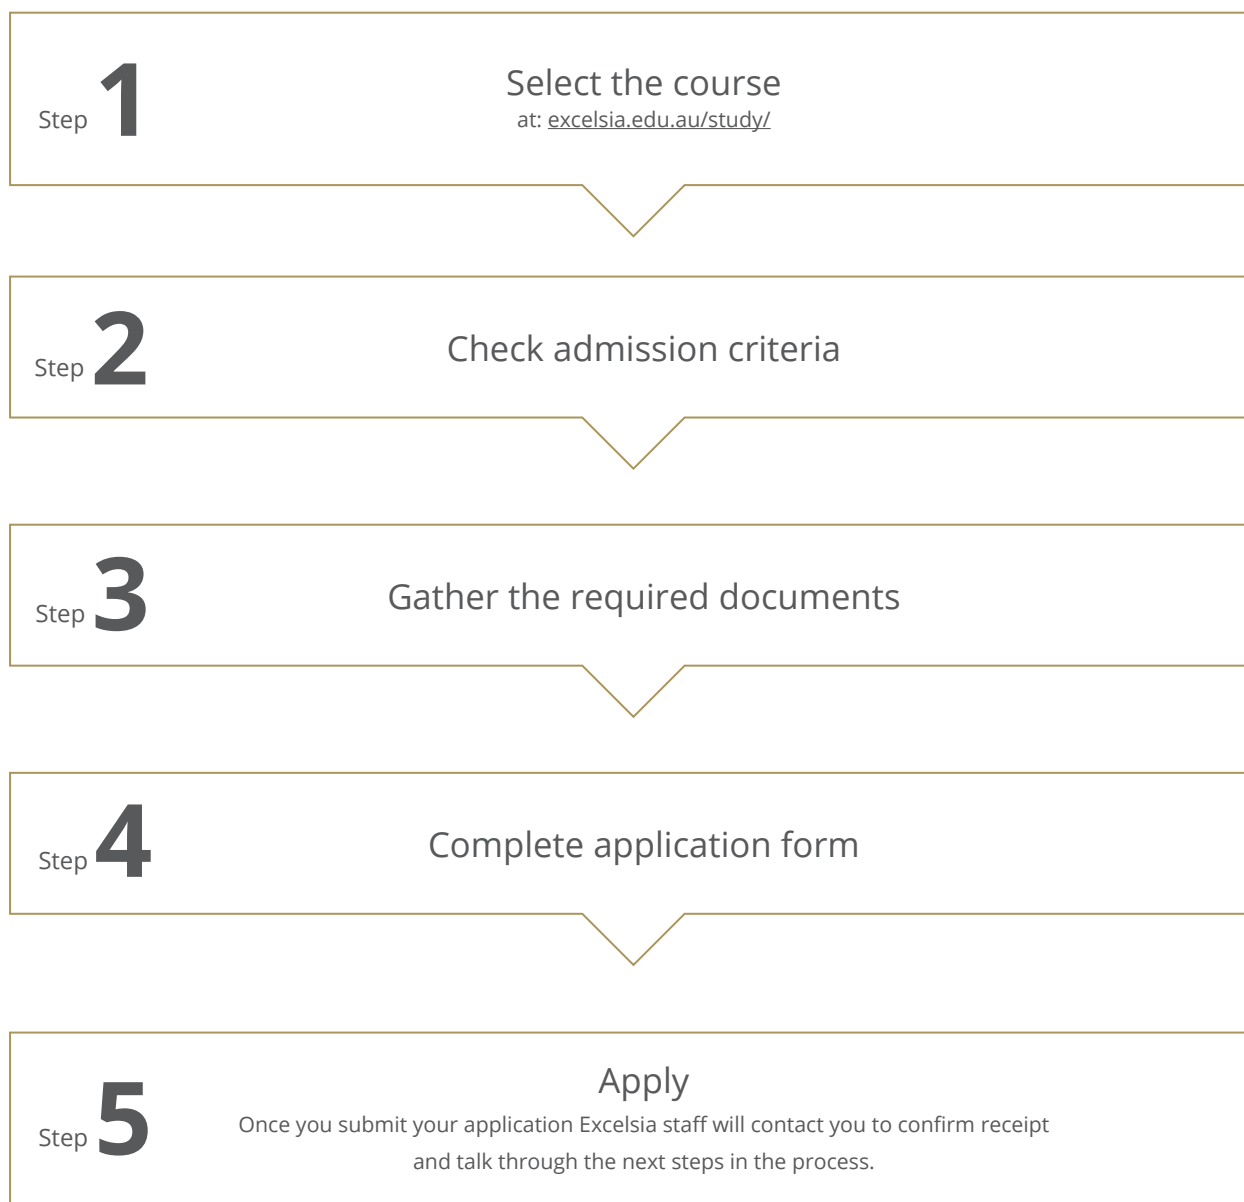 Step 1
Select the course
at: excelsia.edu.au/study/
Step 2
Check admission criteria
Step 3
Gather the required documents
Step 4
Complete application form
Step 5
Apply
Once you submit your application Excelsia staff will contact you to confirm receipt
and talk through the next steps in the process.